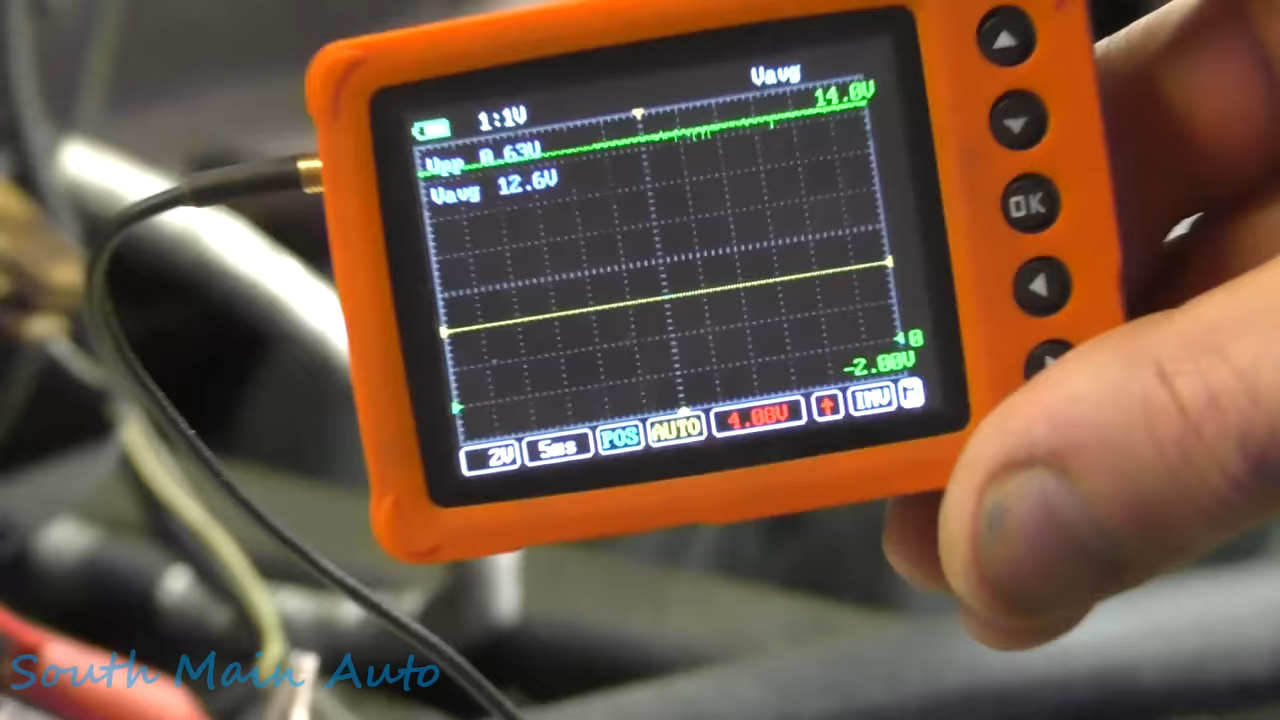 Vavg
1:1V
14.0V
Vpp 0.63V
Vavg 12.6V
0
-2.00V
2V 5ms POS AUTO 4.08V INV
OK
South Main Auto